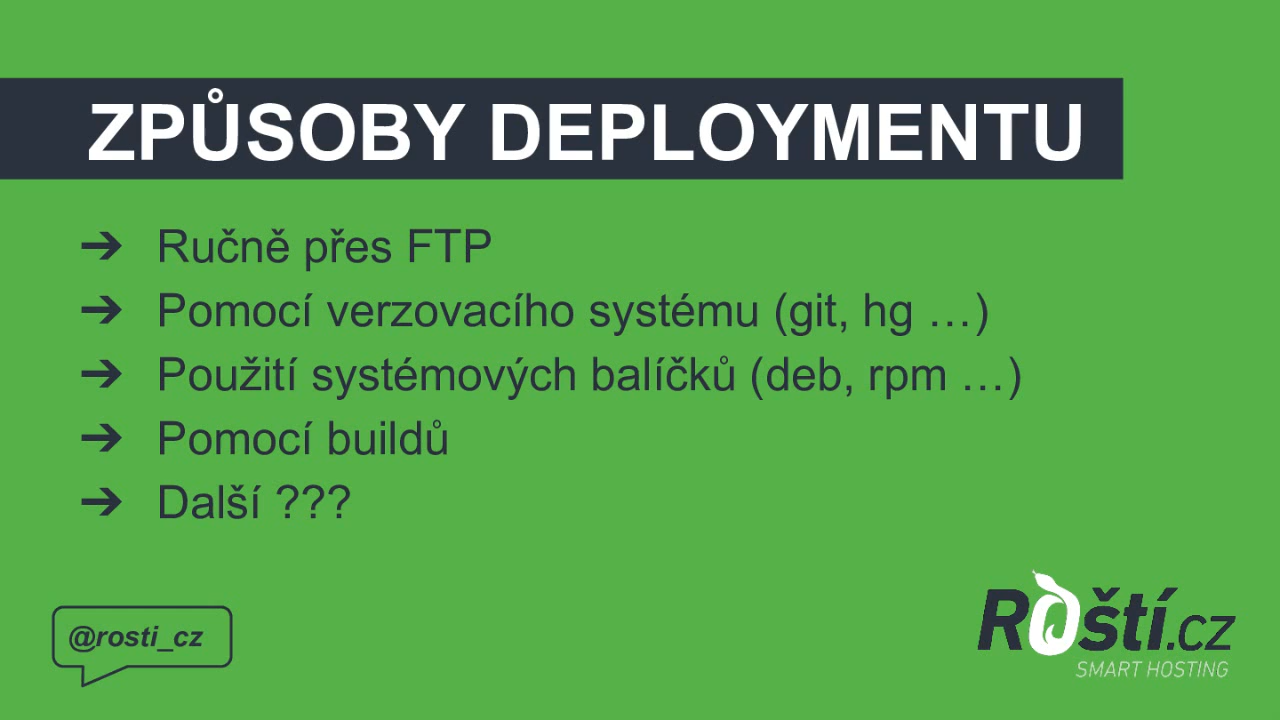 ZPŮSOBY DEPLOYMENTU
➔ Ručně přes FTP
➔ Pomocí verzovacího systému (git, hg …)
➔ Použití systémových balíčků (deb, rpm …)
➔ Pomocí buildů
➔ Další ???
@rosti_cz
Roští.cz
SMART HOSTING